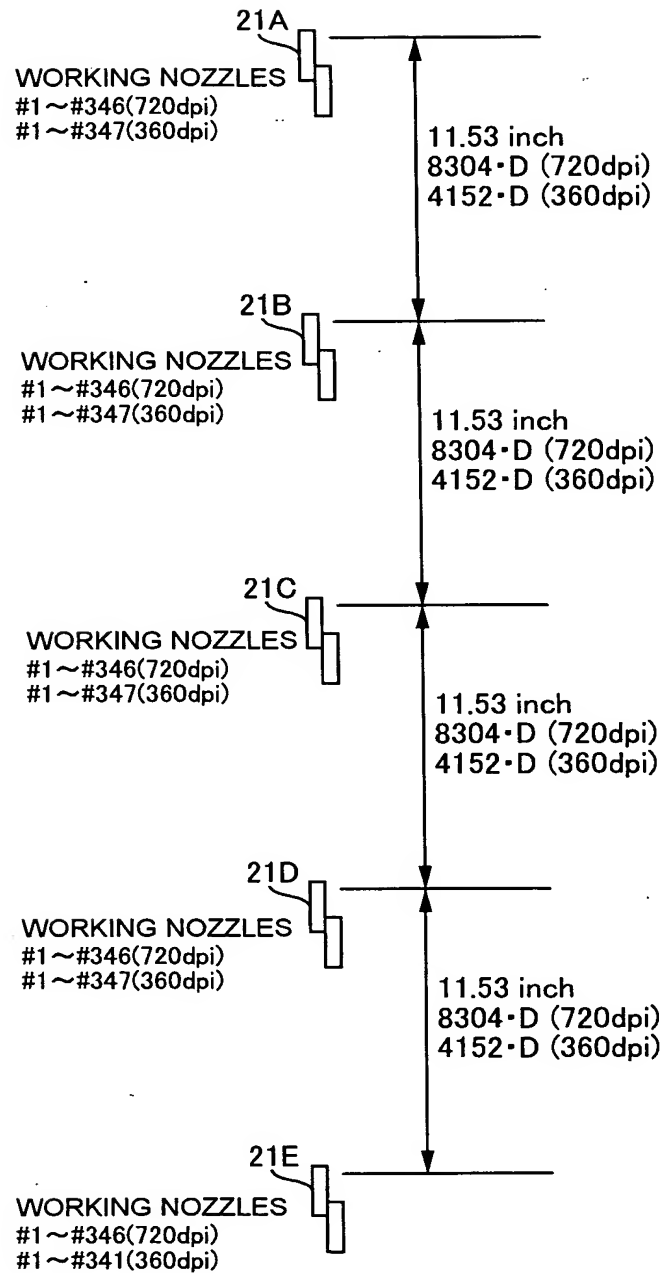 21A
WORKING NOZZLES
#1～#346(720dpi)
#1～#347(360dpi)
11.53 inch
8304・D (720dpi)
4152・D (360dpi)
21B
WORKING NOZZLES
#1～#346(720dpi)
#1～#347(360dpi)
11.53 inch
8304・D (720dpi)
4152・D (360dpi)
21C
WORKING NOZZLES
#1～#346(720dpi)
#1～#347(360dpi)
11.53 inch
8304・D (720dpi)
4152・D (360dpi)
21D
WORKING NOZZLES
#1～#346(720dpi)
#1～#347(360dpi)
11.53 inch
8304・D (720dpi)
4152・D (360dpi)
21E
WORKING NOZZLES
#1～#346(720dpi)
#1～#341(360dpi)